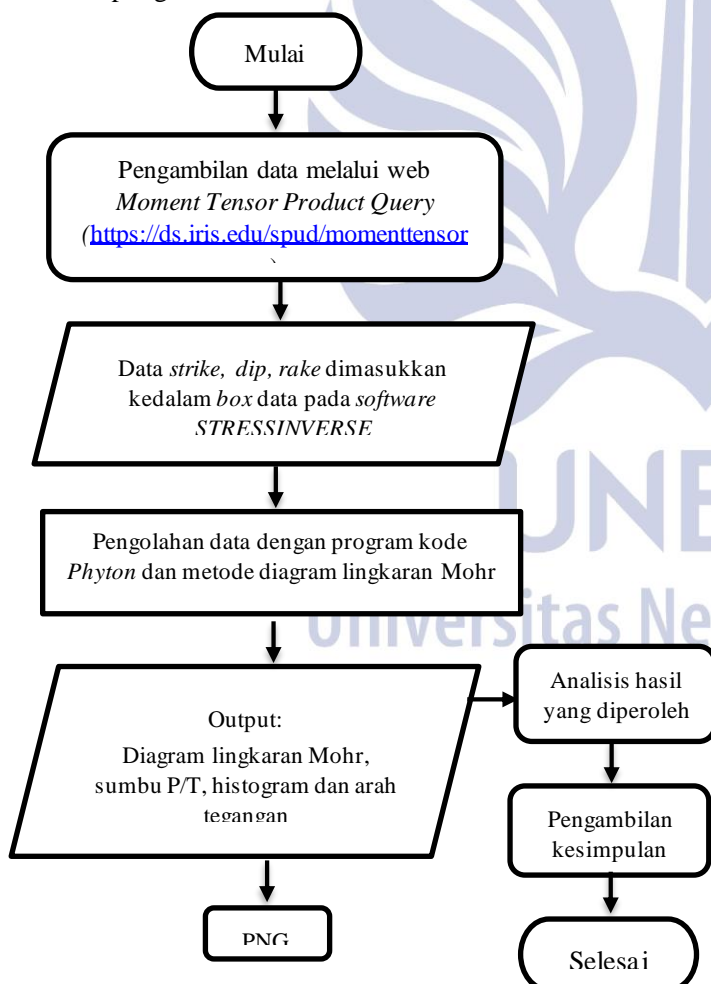 Mulai
Pengambilan data melalui web
Moment Tensor Product Query
(https://ds.iris.edu/spud/momenttensor
Data strike, dip, rake dimasukkan
kedalam box data pada software
STRESSINVERSE
Pengolahan data dengan program kode
Phyton dan metode diagram lingkaran Mohr
UNE
Universitas Ne
Output:
Diagram lingkaran Mohr,
sumbu P/T, histogram dan arah
tegangan
PNG
Analisis hasil
yang diperoleh
Pengambilan
kesimpulan
Selesai